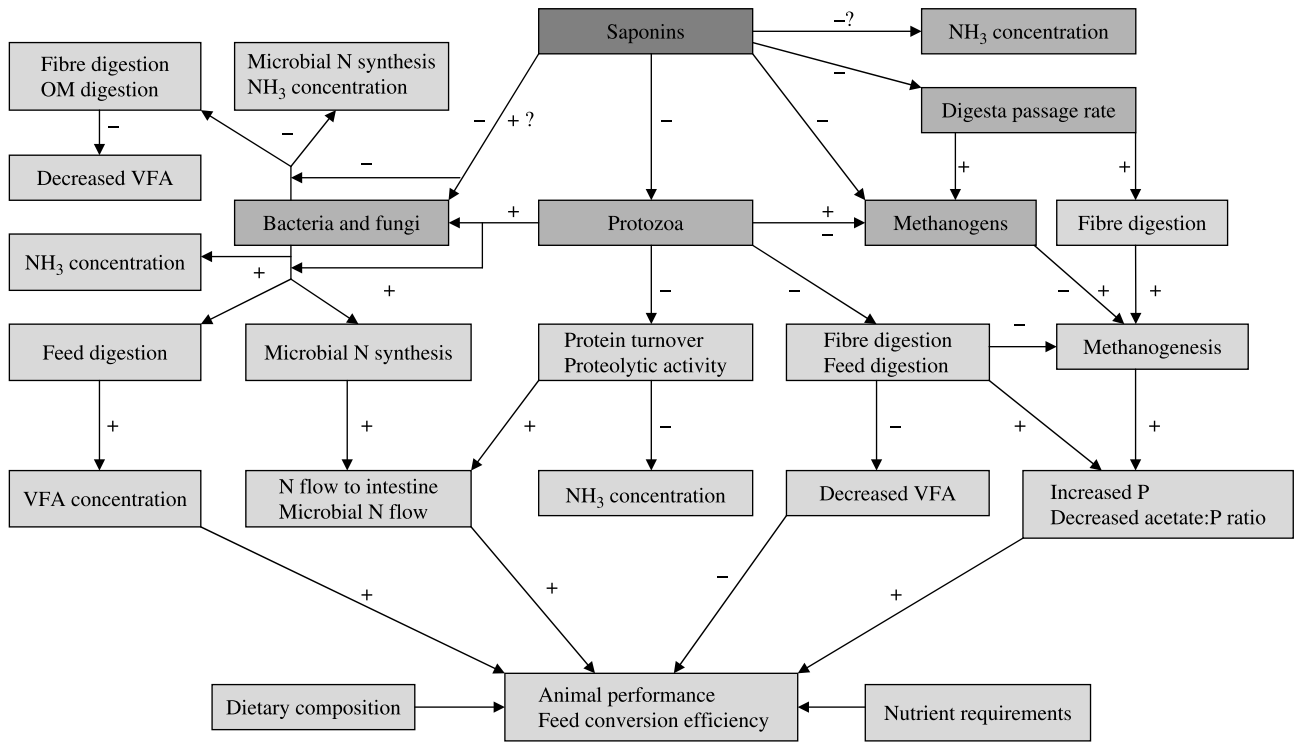 Saponins
–?
NH₃ concentration
Fibre digestion
OM digestion
Microbial N synthesis
NH₃ concentration
–
Digesta passage rate
–
–
–
+ ?
–
–
Decreased VFA
–
+
+
Bacteria and fungi
+
Protozoa
+
–
Methanogens
Fibre digestion
NH₃ concentration
+
+
–
–
–
+
+
Feed digestion
Microbial N synthesis
Protein turnover
Proteolytic activity
Fibre digestion
Feed digestion
–
Methanogenesis
+
+
+
–
–
+
+
VFA concentration
N flow to intestine
Microbial N flow
NH₃ concentration
Decreased VFA
Increased P
Decreased acetate:P ratio
+
+
–
+
Dietary composition
Animal performance
Feed conversion efficiency
Nutrient requirements